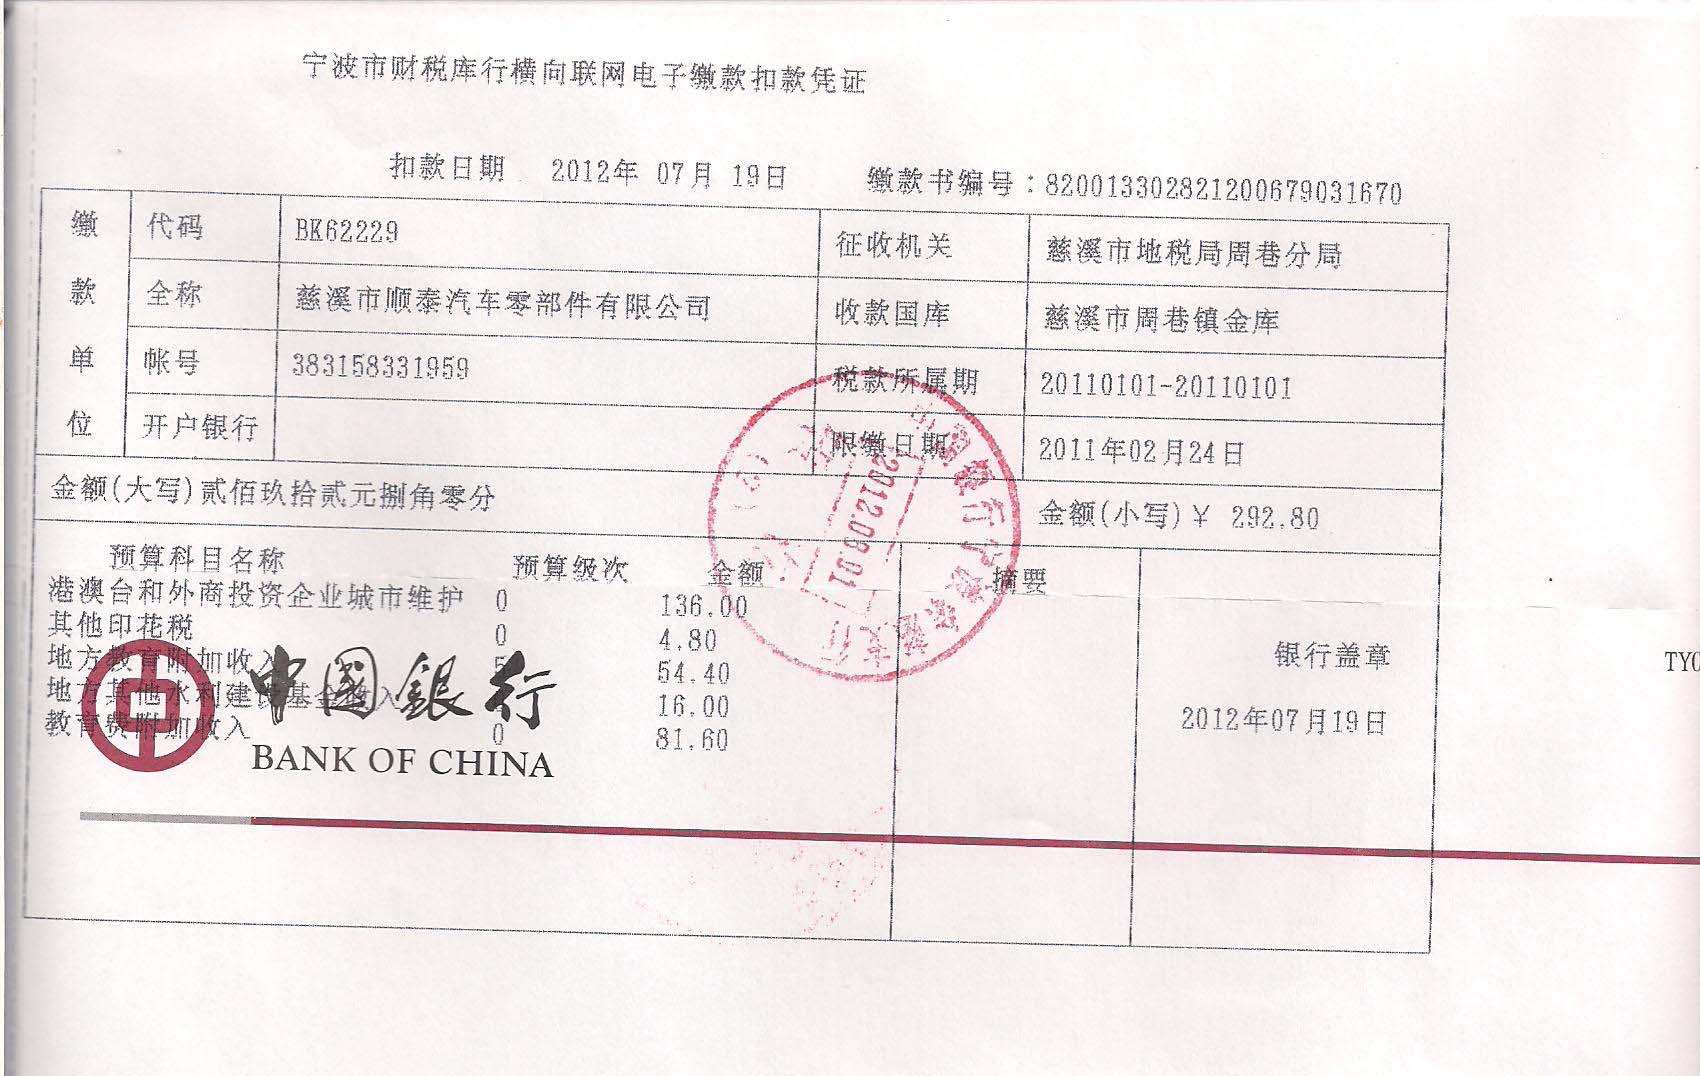 宁波市财税库行横向联网电子缴款扣款凭证
扣款日期 2012年 07月 19日 缴款书编号：820013302821200679031670
缴款单位
代码 BK62229 征收机关 慈溪市地税局周巷分局
全称 慈溪市顺泰汽车零部件有限公司 收款国库 慈溪市周巷镇金库
帐号 383158331959 税款所属期 20110101-20110101
开户银行 限缴日期 2011年02月24日
金额(大写)贰佰玖拾贰元捌角零分 金额(小写)￥ 292.80
预算科目名称 预算级次 金额 摘要
港澳台和外商投资企业城市维护 0 136.00
其他印花税 0 4.80
地方教育附加收入 5 54.40
地方其他水利建设基金收入 16.00
教育费附加收入 0 81.60
银行盖章
2012年07月19日
中國銀行
BANK OF CHINA
TYC
中国银行宁波
2012.08.01
支行